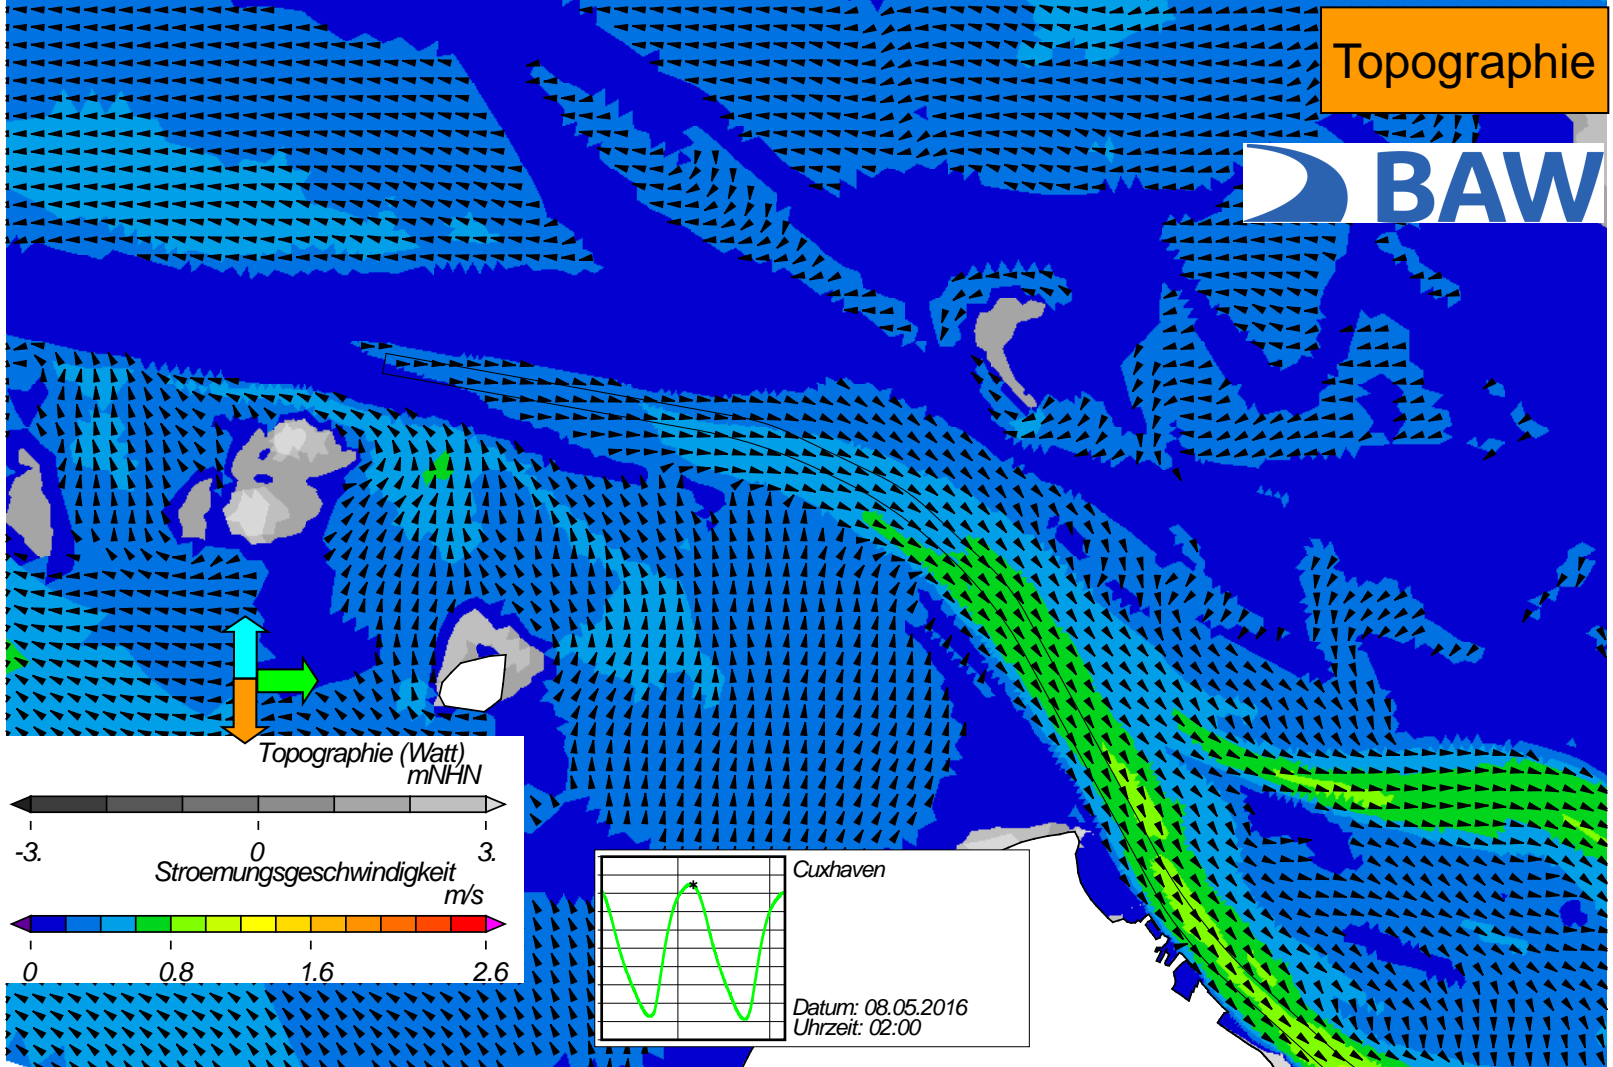 Topographie
BAW
Topographie (Watt)
mNHN
-3. 0 3.
Stroemungsgeschwindigkeit
m/s
0 0.8 1.6 2.6
Cuxhaven
Datum: 08.05.2016
Uhrzeit: 02:00